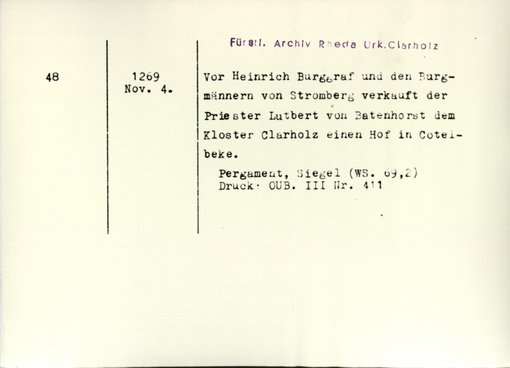 Fürstl. Archiv Rheda Urk.Clarholz
48
1269
Nov. 4.
Vor Heinrich Burggraf und den Burg-
männern von Stromberg verkauft der
Priester Lutbert von Batenhorst dem
Kloster Clarholz einen Hof in Cotel-
beke.
Pergament, Siegel (WS. 69,2)
Druck: OUB. III Nr. 411